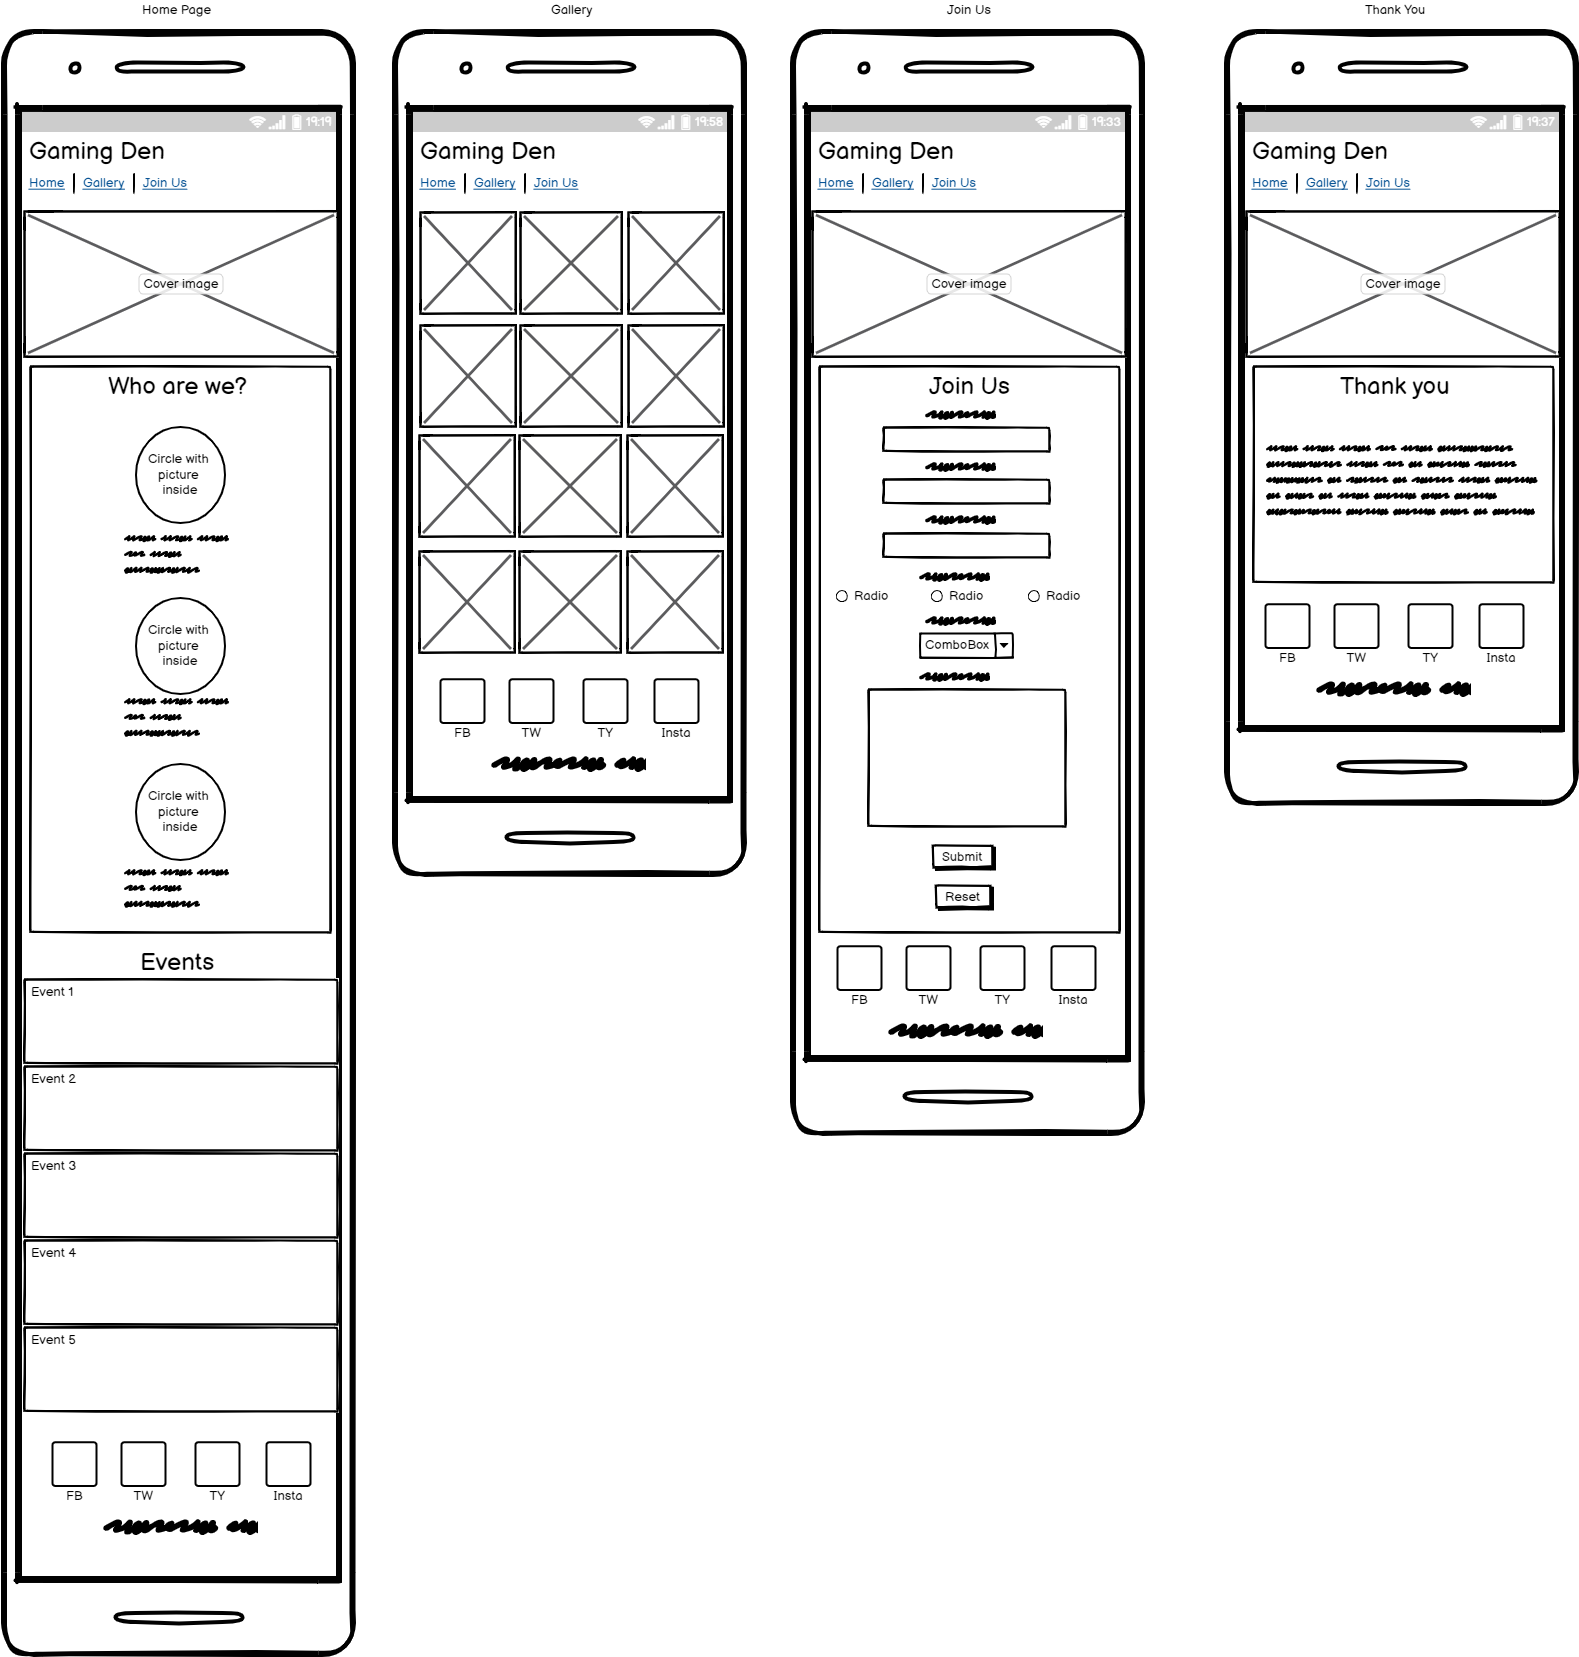 Home Page
19:19
Gaming Den
Home Gallery Join Us
Cover image
Who are we?
Circle with
picture
inside
Circle with
picture
inside
Circle with
picture
inside
Events
Event 1
Event 2
Event 3
Event 4
Event 5
FB TW TY Insta
Gallery
19:58
Gaming Den
Home Gallery Join Us
FB TW TY Insta
Join Us
19:33
Gaming Den
Home Gallery Join Us
Cover image
Join Us
Radio Radio Radio
ComboBox
Submit
Reset
FB TW TY Insta
Thank You
19:37
Gaming Den
Home Gallery Join Us
Cover image
Thank you
FB TW TY Insta